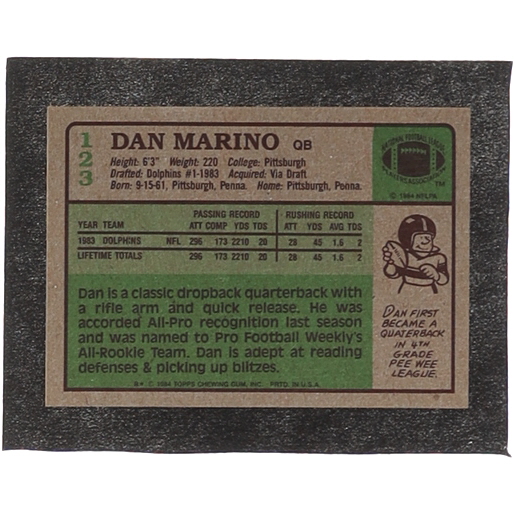 123
DAN MARINO QB
Height: 6'3" Weight: 220 College: Pittsburgh
Drafted: Dolphins #1-1983 Acquired: Via Draft
Born: 9-15-61, Pittsburgh, Penna. Home: Pittsburgh, Penna.
TM
© 1984 NFLPA
PASSING RECORD RUSHING RECORD
YEAR TEAM ATT COMP YDS TDS ATT YDS AVG TDS
1983 DOLPHINS NFL 296 173 2210 20 28 45 1.6 2
LIFETIME TOTALS 296 173 2210 20 28 45 1.6 2
Dan is a classic dropback quarterback with
a rifle arm and quick release. He was
accorded All-Pro recognition last season
and was named to Pro Football Weekly's
All-Rookie Team. Dan is adept at reading
defenses & picking up blitzes.
DAN FIRST
BECAME A
QUATERBACK
IN 4TH
GRADE
PEE WEE
LEAGUE.
© 1984 TOPPS CHEWING GUM, INC. PRTD. IN U.S.A.